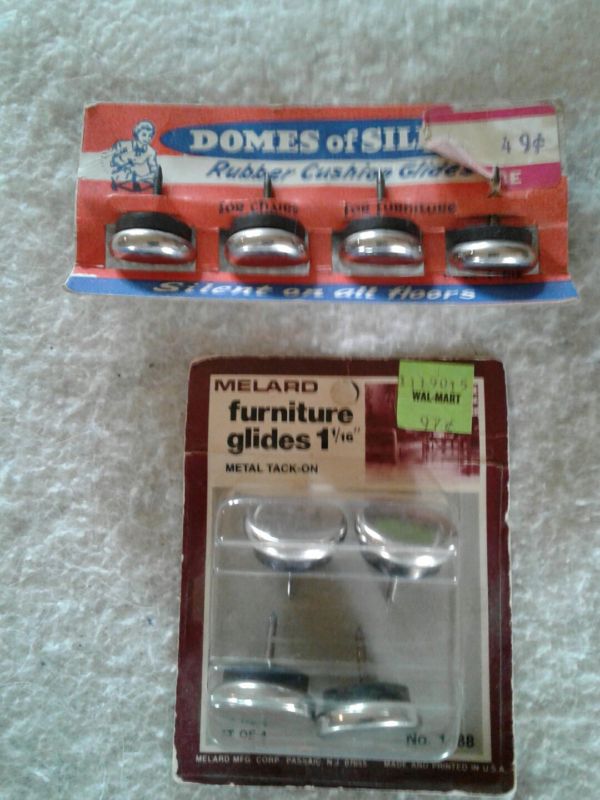 DOMES of SIL
49¢
Rubber Cushion Glides
FOR CHAIRS FOR FURNITURE
Silent on all floors
MELARD
furniture
glides 1 1/16"
METAL TACK-ON
1119015
WAL-MART
97¢
No.
MELARD MFG. CORP. PASSAIC, N.J. 07055 MADE AND PRINTED IN U.S.A.